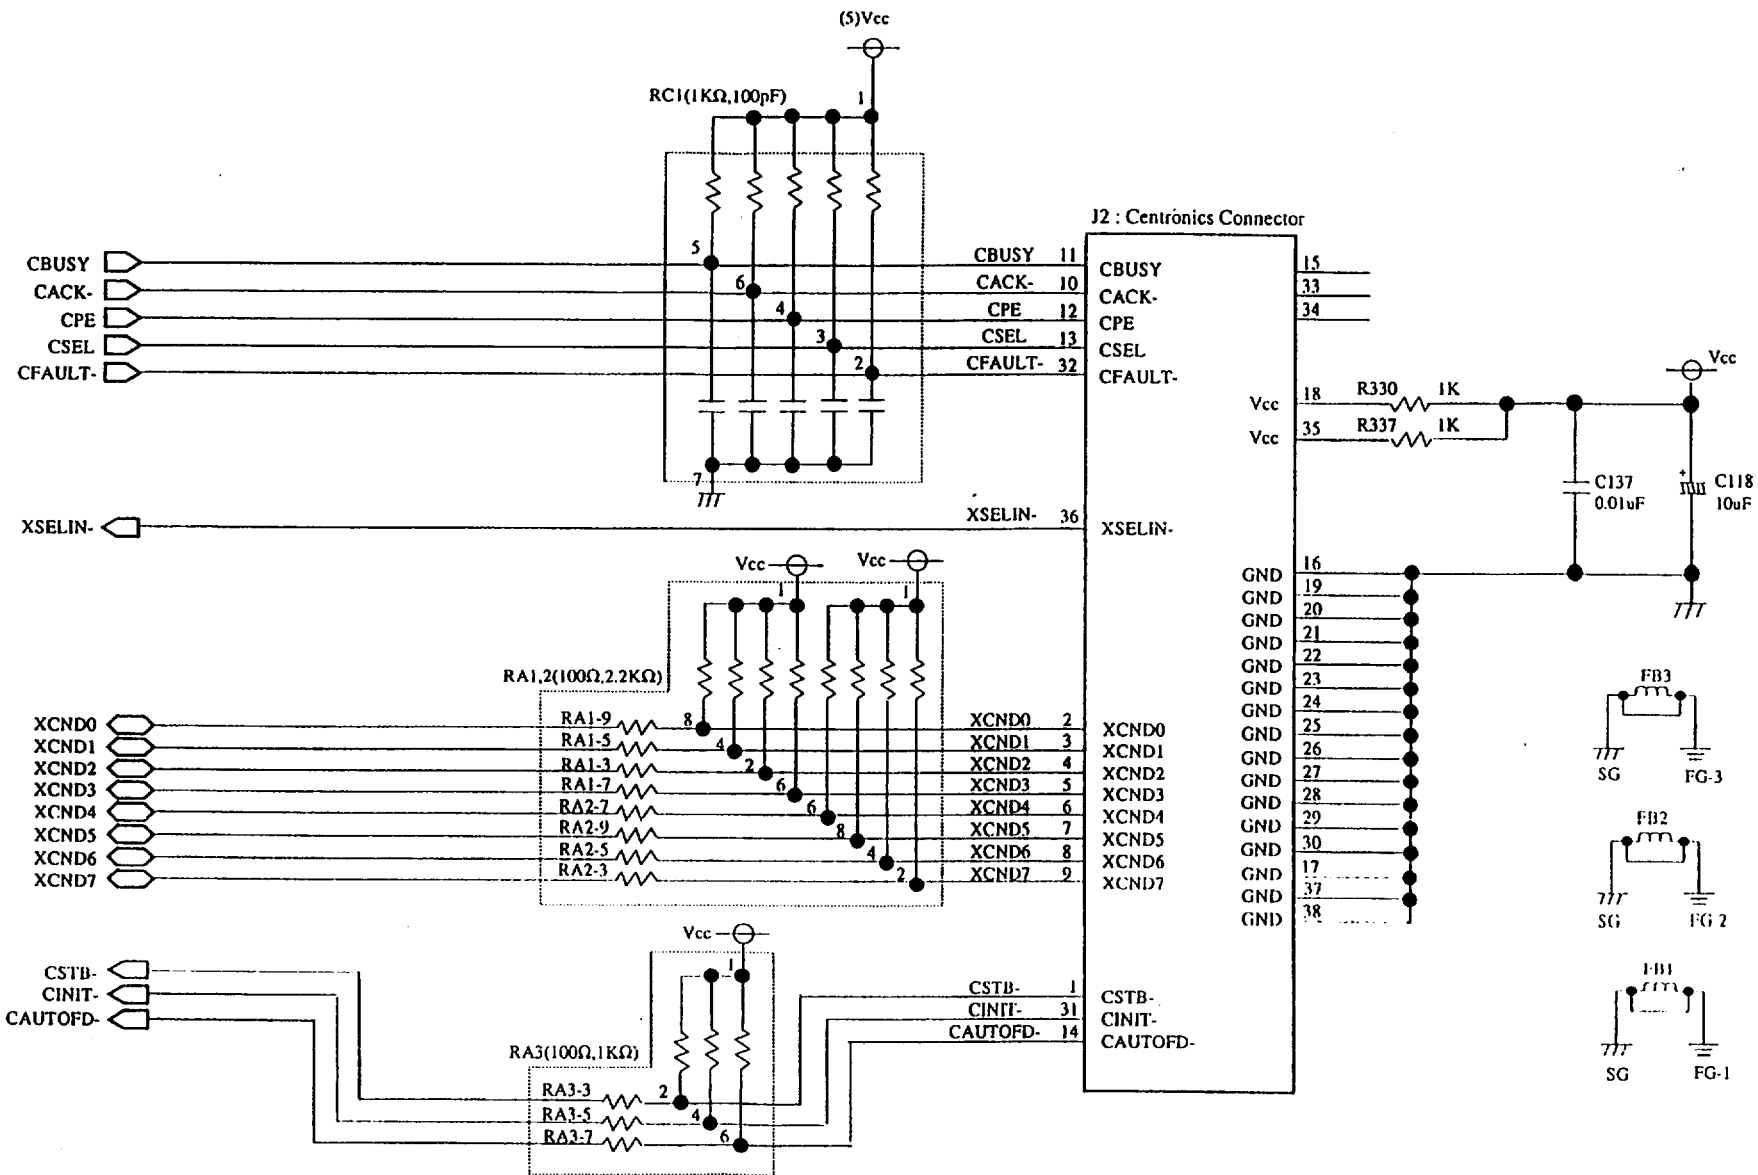 (5)Vcc
RC1(1KΩ,100pF) 1
J2 : Centronics Connector
CBUSY 5 CBUSY 11 CBUSY 15
CACK- 6 CACK- 10 CACK- 33
CPE 4 CPE 12 CPE 34
CSEL 3 CSEL 13 CSEL
CFAULT- 2 CFAULT- 32 CFAULT-
Vcc
Vcc 18 R330 1K
Vcc 35 R337 1K
7
+ C118
10uF
C137
0.01uF
XSELIN- XSELIN- 36 XSELIN-
Vcc Vcc
1 1
GND 16
GND 19
GND 20
GND 21
GND 22
GND 23
GND 24
GND 25
GND 26
GND 27
GND 28
GND 29
GND 30
GND 17
GND 37
GND 38
RA1,2(100Ω,2.2KΩ)
XCND0 RA1-9 8 XCND0 2 XCND0
XCND1 RA1-5 4 XCND1 3 XCND1
XCND2 RA1-3 2 XCND2 4 XCND2
XCND3 RA1-7 6 XCND3 5 XCND3
XCND4 RA2-7 6 XCND4 6 XCND4
XCND5 RA2-9 8 XCND5 7 XCND5
XCND6 RA2-5 4 XCND6 8 XCND6
XCND7 RA2-3 2 XCND7 9 XCND7
FB3
SG FG-3
FB2
SG FG-2
FB1
SG FG-1
Vcc
1
CSTB- CSTB- 1 CSTB-
CINIT- CINIT- 31 CINIT-
CAUTOFD- CAUTOFD- 14 CAUTOFD-
RA3(100Ω,1KΩ)
RA3-3 2
RA3-5 4
RA3-7 6